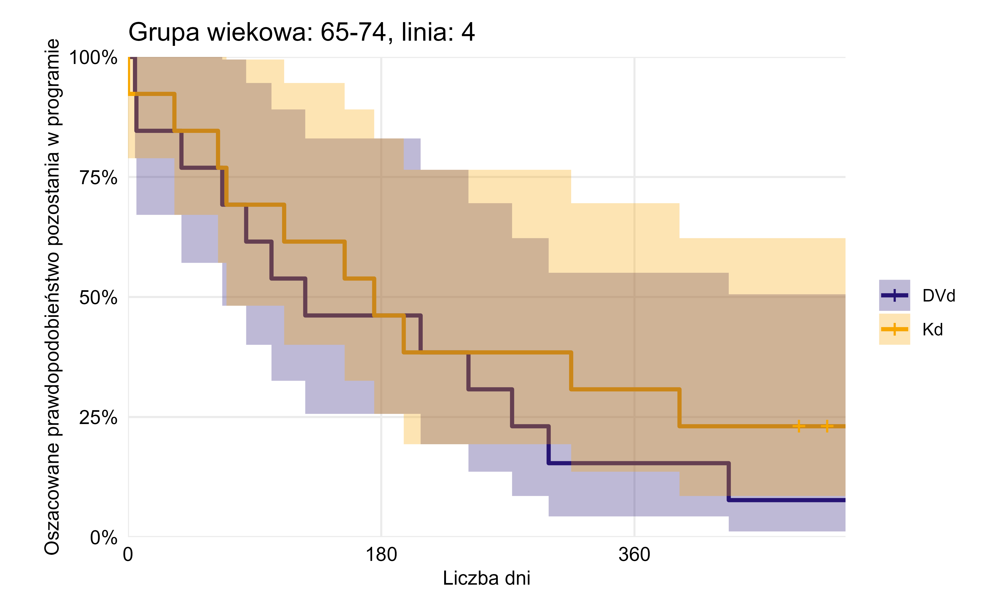 Grupa wiekowa: 65-74, linia: 4
Oszacowane prawdopodobieństwo pozostania w programie
100%
75%
50%
25%
0%
0
180
360
Liczba dni
DVd
Kd